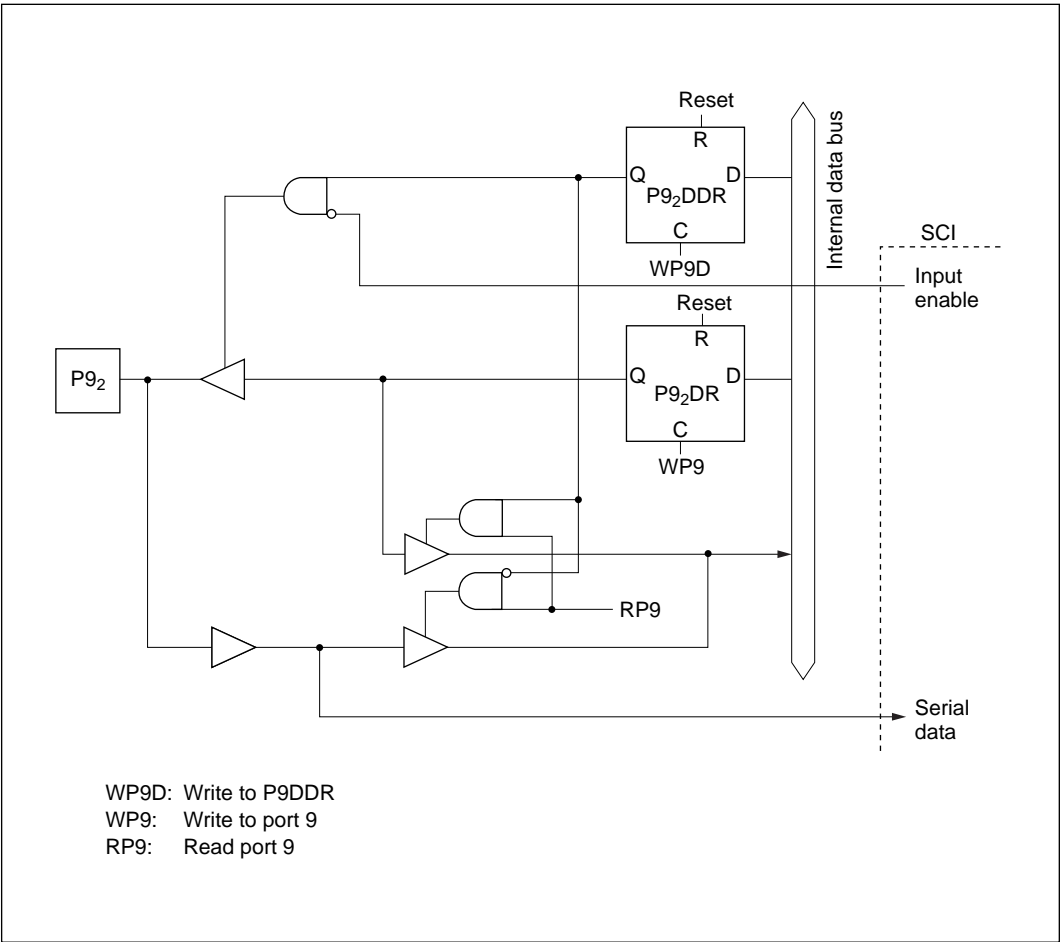 Reset
R
Q
D
P9₂DDR
C
WP9D
Internal data bus
SCI
Input
enable
Reset
R
Q
D
P9₂DR
C
WP9
P9₂
RP9
Serial
data
WP9D: Write to P9DDR
WP9: Write to port 9
RP9: Read port 9